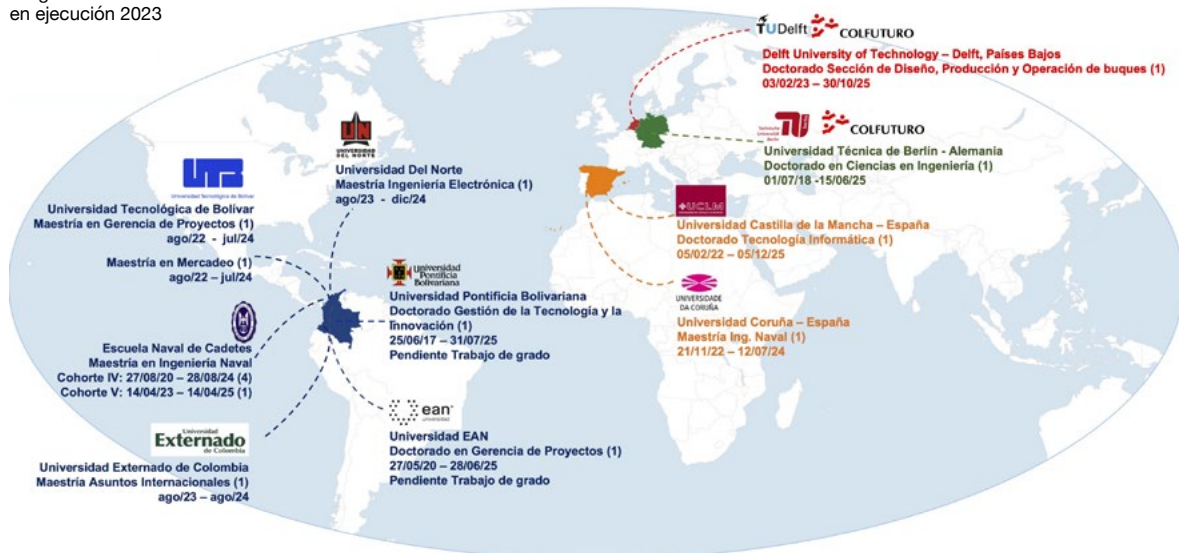 en ejecución 2023
TUDelft COLFUTURO
Delft University of Technology – Delft, Países Bajos
Doctorado Sección de Diseño, Producción y Operación de buques (1)
03/02/23 – 30/10/25
Technische
Universität
Berlin
COLFUTURO
Universidad Técnica de Berlín - Alemania
Doctorado en Ciencias en Ingeniería (1)
01/07/18 -15/06/25
UCLM
Universidad Castilla de la Mancha – España
Doctorado Tecnología Informática (1)
05/02/22 – 05/12/25
UNIVERSIDADE
DA CORUÑA
Universidad Coruña – España
Maestría Ing. Naval (1)
21/11/22 – 12/07/24
UN
UNIVERSIDAD
DEL NORTE
Universidad Del Norte
Maestría Ingeniería Electrónica (1)
ago/23 - dic/24
UTB
Universidad Tecnológica de Bolívar
Universidad Tecnológica de Bolívar
Maestría en Gerencia de Proyectos (1)
ago/22 - jul/24
Maestría en Mercadeo (1)
ago/22 – jul/24
Universidad
Pontificia
Bolivariana
Universidad Pontificia Bolivariana
Doctorado Gestión de la Tecnología y la
Innovación (1)
25/06/17 – 31/07/25
Pendiente Trabajo de grado
Escuela Naval de Cadetes
Maestría en Ingeniería Naval
Cohorte IV: 27/08/20 – 28/08/24 (4)
Cohorte V: 14/04/23 – 14/04/25 (1)
ean
universidad
Universidad EAN
Doctorado en Gerencia de Proyectos (1)
27/05/20 – 28/06/25
Pendiente Trabajo de grado
Universidad
Externado
de Colombia
Universidad Externado de Colombia
Maestría Asuntos Internacionales (1)
ago/23 – ago/24